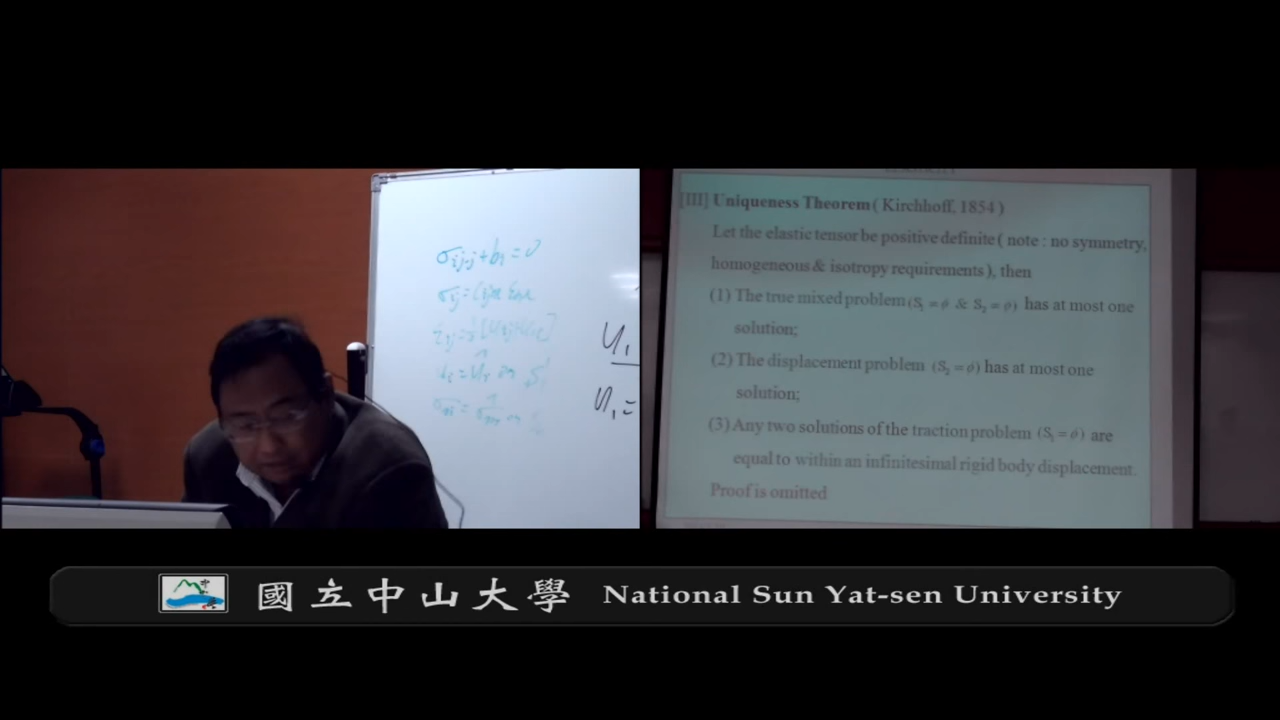 σij,j + bi = 0
U1
U1 =
[III] Uniqueness Theorem ( Kirchhoff, 1854 )
Let the elastic tensor be positive definite ( note : no symmetry,
homogeneous & isotropy requirements ), then
(1) The true mixed problem (S₁ = ϕ & S₂ = ϕ) has at most one
solution;
(2) The displacement problem (S₂ = ϕ) has at most one
solution;
(3) Any two solutions of the traction problem (S₁ = ϕ) are
equal to within an infinitesimal rigid body displacement.
Proof is omitted
國立中山大學 National Sun Yat-sen University